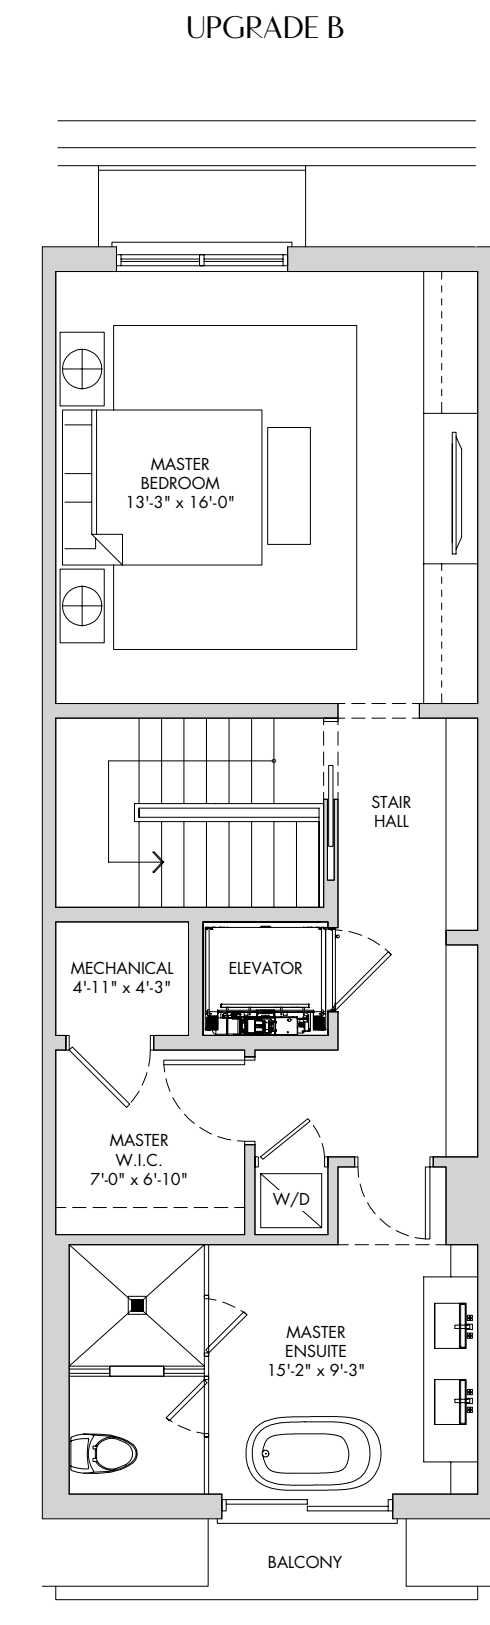 UPGRADE B
MASTER
BEDROOM
13'-3" x 16'-0"
STAIR
HALL
MECHANICAL
4'-11" x 4'-3"
ELEVATOR
MASTER
W.I.C.
7'-0" x 6'-10"
W/D
MASTER
ENSUITE
15'-2" x 9'-3"
BALCONY